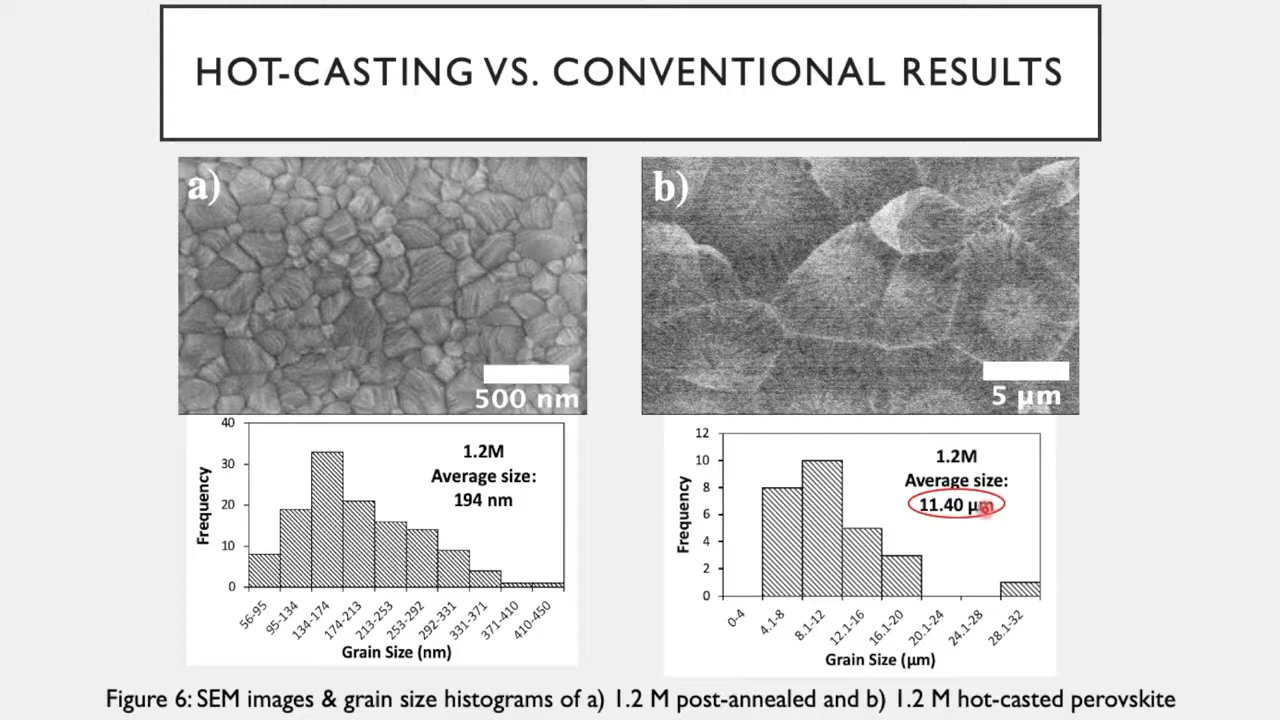 HOT-CASTING VS. CONVENTIONAL RESULTS
a)
500 nm
b)
5 μm
40
30
20
10
0
Frequency
1.2M
Average size:
194 nm
56-95
95-134
134-174
174-213
213-253
253-292
292-331
331-371
371-410
410-450
Grain Size (nm)
12
10
8
6
4
2
0
Frequency
1.2M
Average size:
11.40 μm
0-4
4.1-8
8.1-12
12.1-16
16.1-20
20.1-24
24.1-28
28.1-32
Grain Size (μm)
Figure 6: SEM images & grain size histograms of a) 1.2 M post-annealed and b) 1.2 M hot-casted perovskite